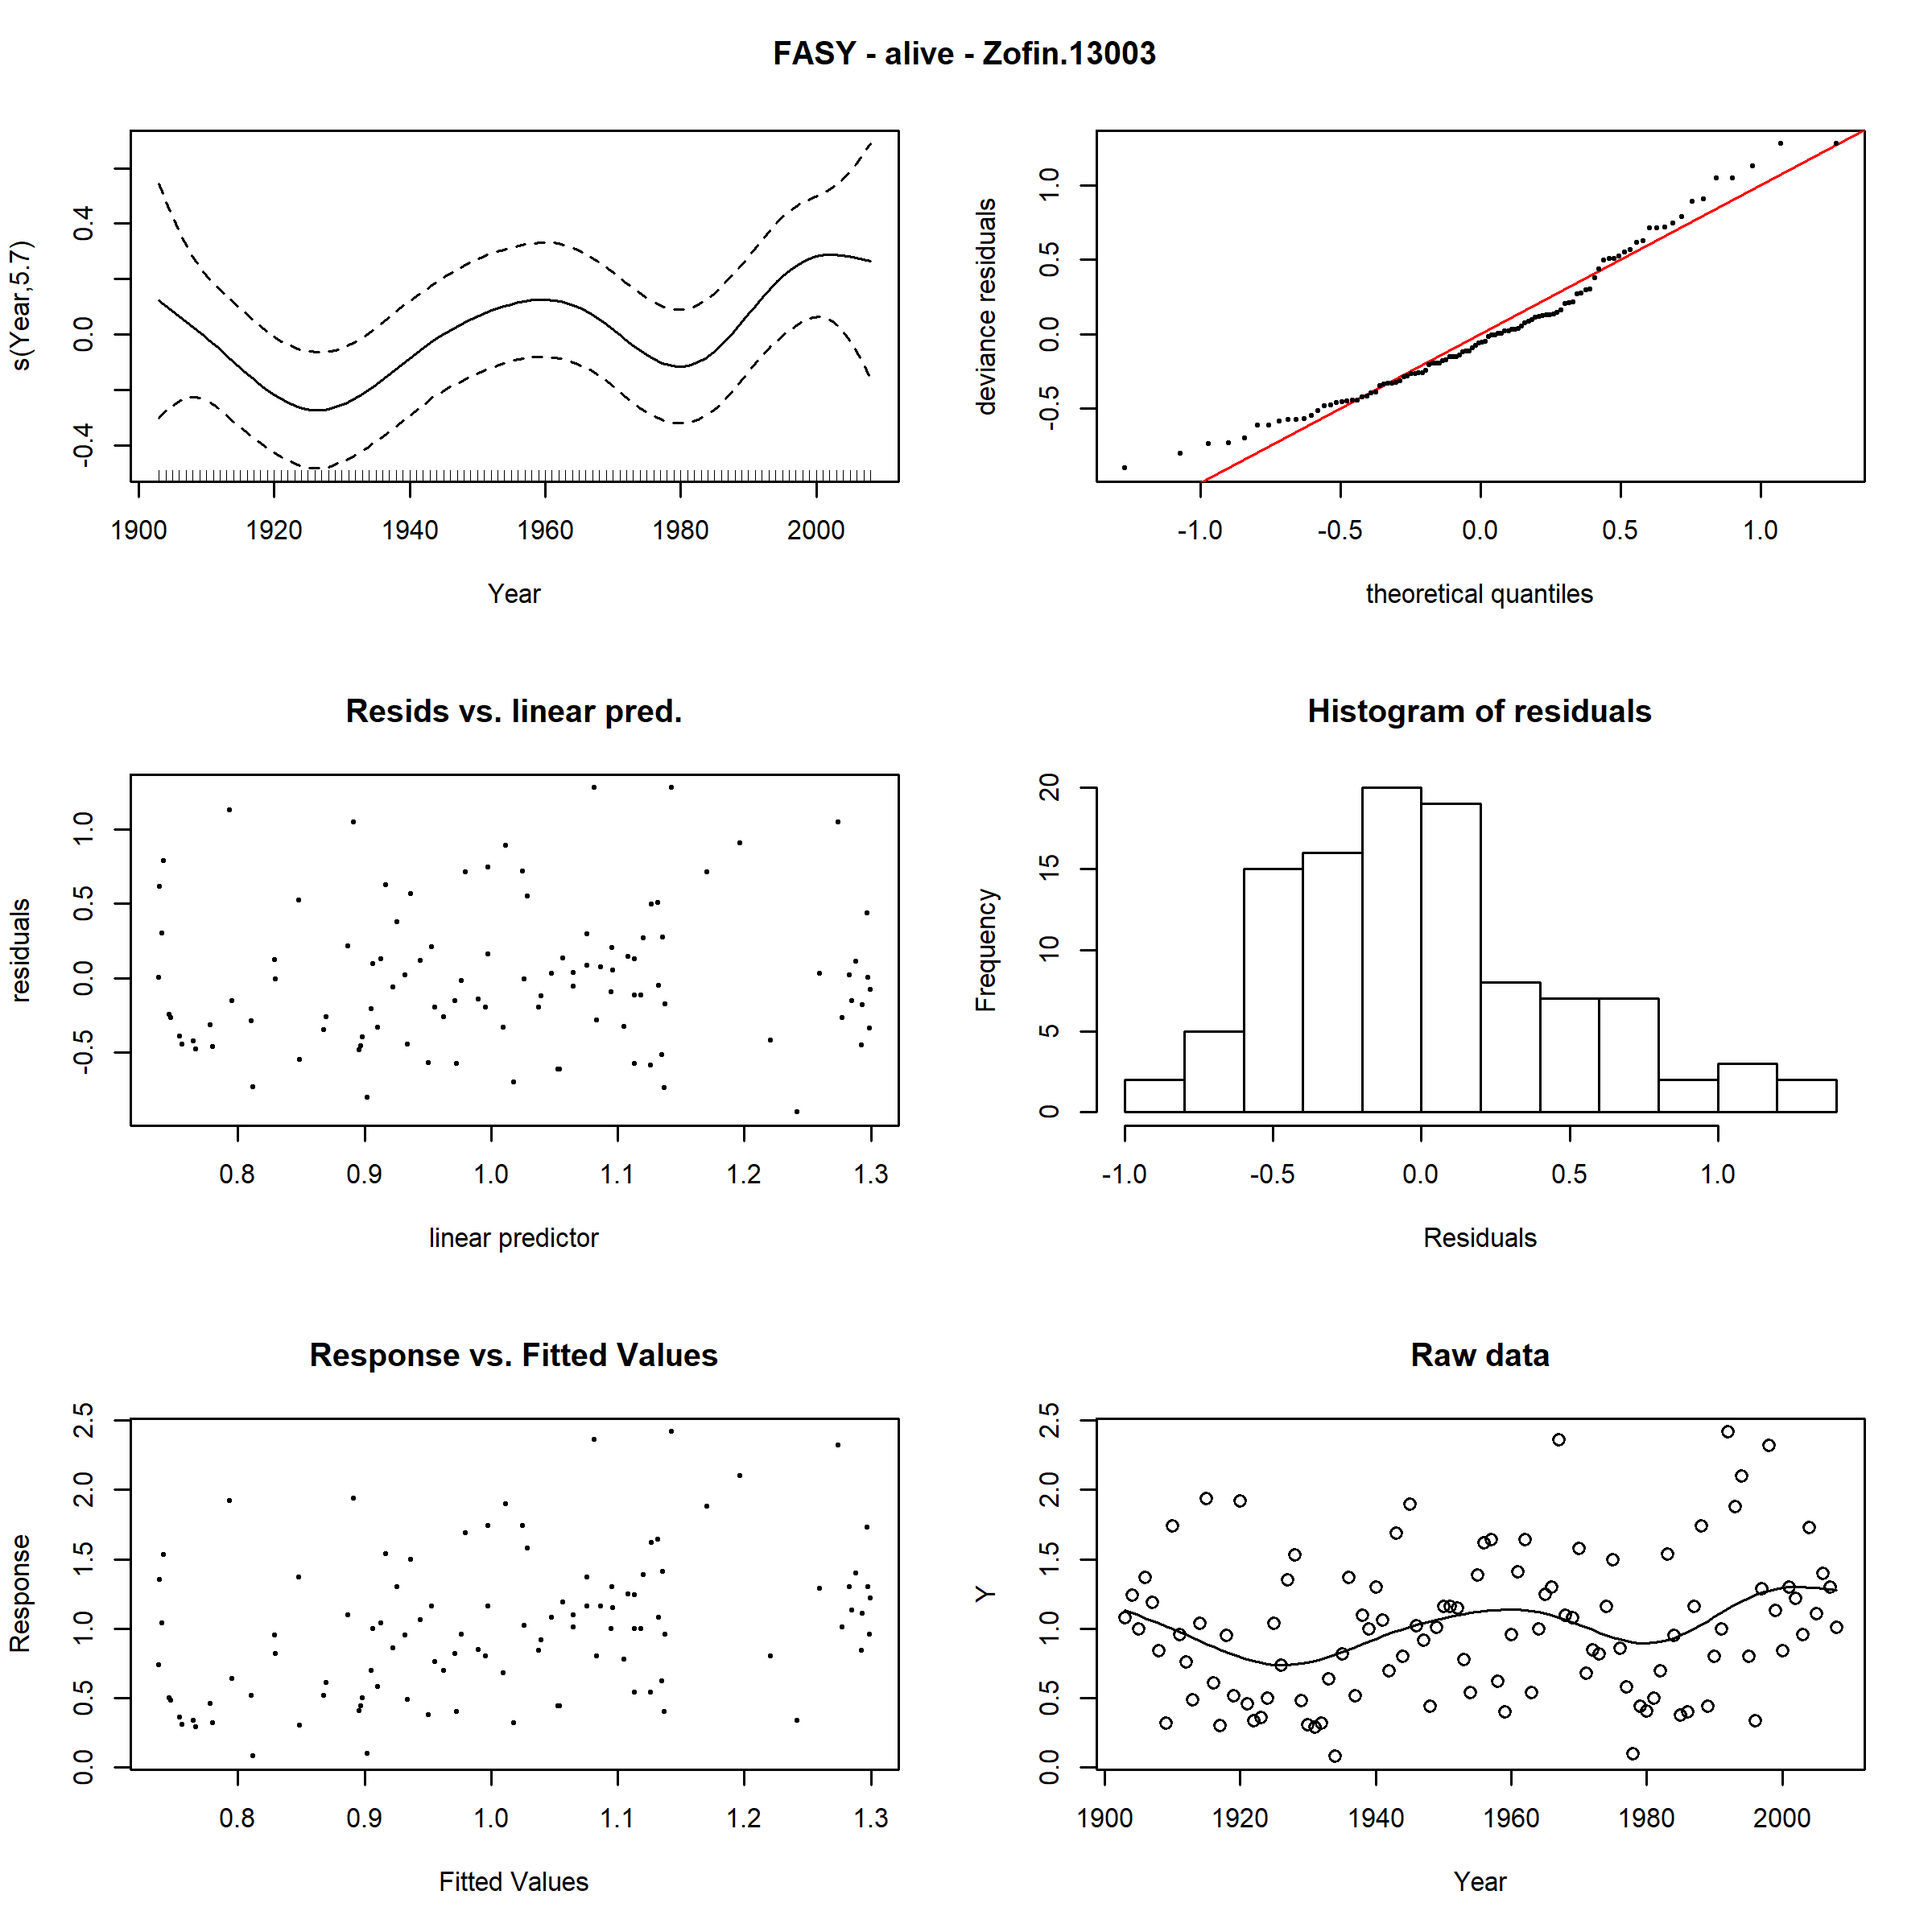 FASY - alive - Zofin.13003
s(Year,5.7)
-0.4 0.0 0.4
1900 1920 1940 1960 1980 2000
Year
deviance residuals
-0.5 0.0 0.5 1.0
-1.0 -0.5 0.0 0.5 1.0
theoretical quantiles
Resids vs. linear pred.
residuals
-0.5 0.0 0.5 1.0
0.8 0.9 1.0 1.1 1.2 1.3
linear predictor
Histogram of residuals
Frequency
0 5 10 15 20
-1.0 -0.5 0.0 0.5 1.0
Residuals
Response vs. Fitted Values
Response
0.0 0.5 1.0 1.5 2.0 2.5
0.8 0.9 1.0 1.1 1.2 1.3
Fitted Values
Raw data
Y
0.0 0.5 1.0 1.5 2.0 2.5
1900 1920 1940 1960 1980 2000
Year